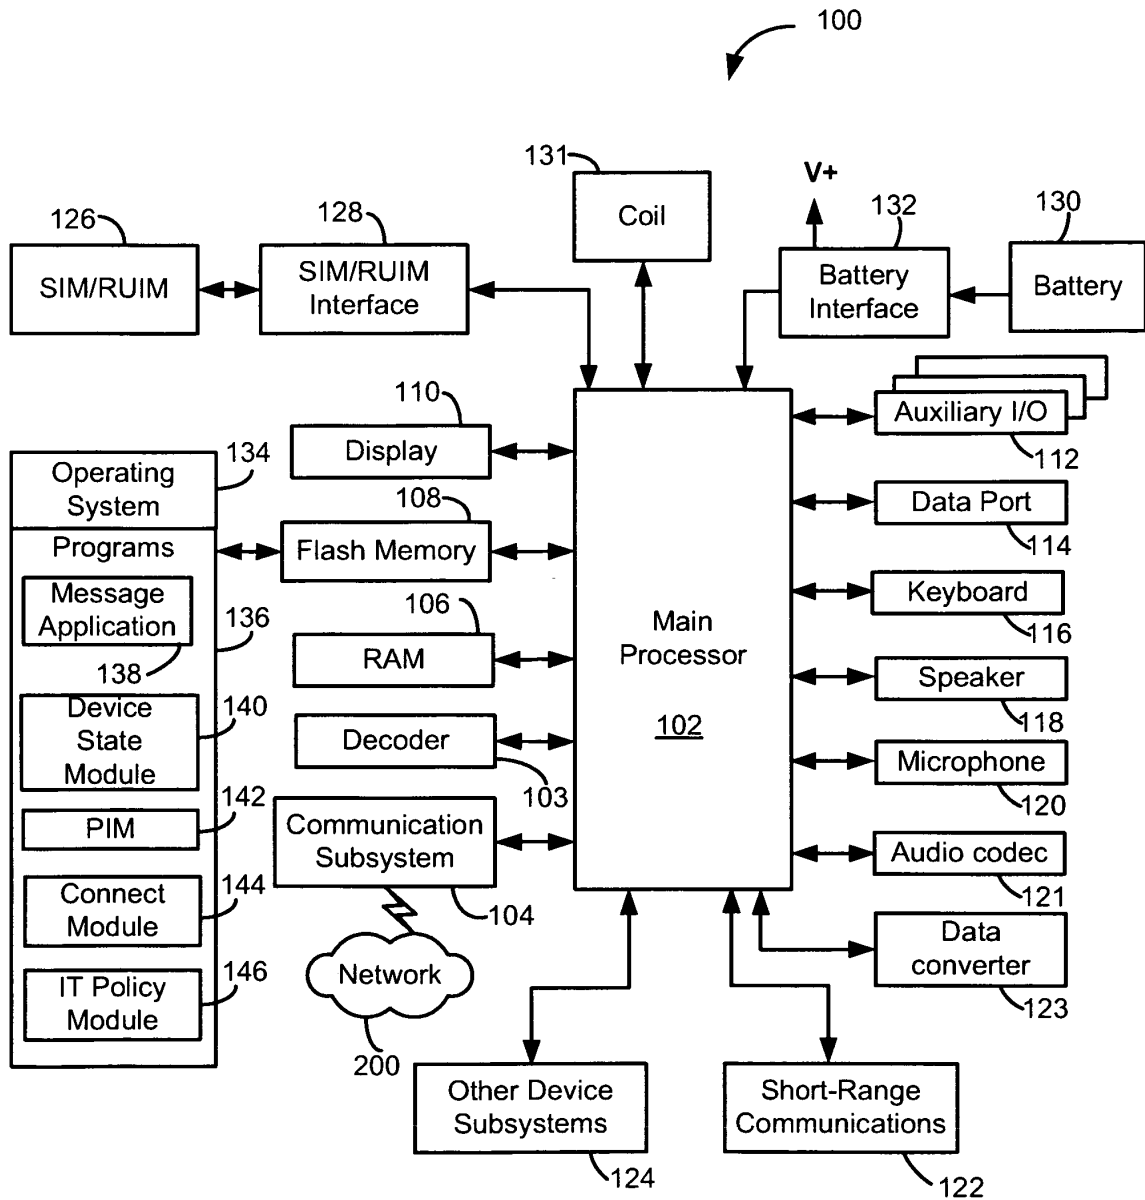 100
131
Coil
V+
126
SIM/RUIM
128
SIM/RUIM
Interface
132
Battery
Interface
130
Battery
110
Display
Auxiliary I/O
112
Operating
System
134
108
Flash Memory
Data Port
114
Programs
Message
Application
138
136
106
RAM
Keyboard
116
Main
Processor
102
Speaker
118
Device
State
Module
140
Decoder
103
Microphone
120
PIM
142
Communication
Subsystem
104
Audio codec
121
Connect
Module
144
Network
200
Data
converter
123
IT Policy
Module
146
Other Device
Subsystems
124
Short-Range
Communications
122